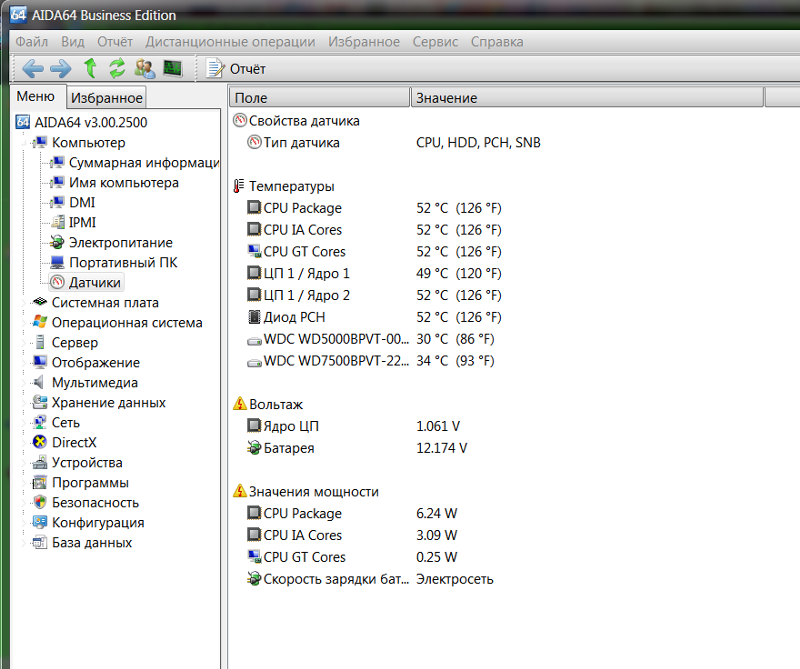 AIDA64 Business Edition
Файл Вид Отчёт Дистанционные операции Избранное Сервис Справка
Отчёт
Меню Избранное
Поле Значение
AIDA64 v3.00.2500
Компьютер
Суммарная информаци
Имя компьютера
DMI
IPMI
Электропитание
Портативный ПК
Датчики
Системная плата
Операционная система
Сервер
Отображение
Мультимедиа
Хранение данных
Сеть
DirectX
Устройства
Программы
Безопасность
Конфигурация
База данных
Свойства датчика
Тип датчика CPU, HDD, PCH, SNB
Температуры
CPU Package 52 °C (126 °F)
CPU IA Cores 52 °C (126 °F)
CPU GT Cores 52 °C (126 °F)
ЦП 1 / Ядро 1 49 °C (120 °F)
ЦП 1 / Ядро 2 52 °C (126 °F)
Диод PCH 52 °C (126 °F)
WDC WD5000BPVT-00... 30 °C (86 °F)
WDC WD7500BPVT-22... 34 °C (93 °F)
Вольтаж
Ядро ЦП 1.061 V
Батарея 12.174 V
Значения мощности
CPU Package 6.24 W
CPU IA Cores 3.09 W
CPU GT Cores 0.25 W
Скорость зарядки бат... Электросеть